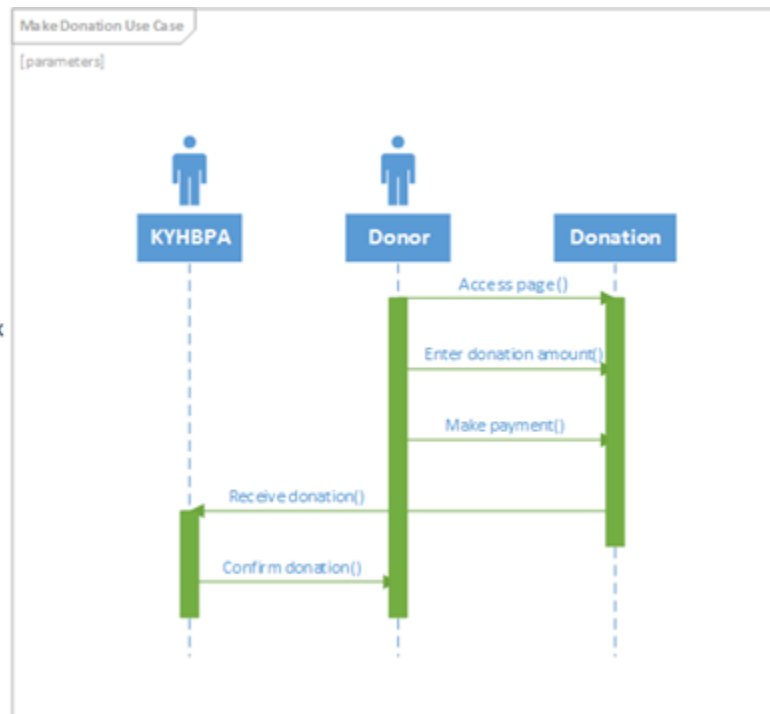 Make Donation Use Case
[parameters]
KYHBPA
Donor
Donation
Access page()
Enter donation amount()
Make payment()
Receive donation()
Confirm donation()